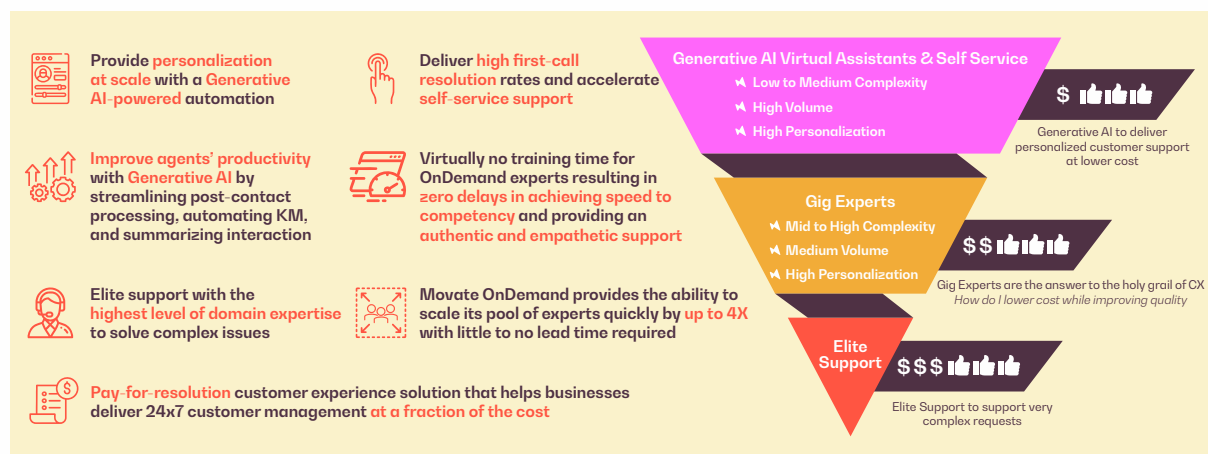 Provide personalization
at scale with a Generative
AI-powered automation
Deliver high first-call
resolution rates and accelerate
self-service support
Improve agents' productivity
with Generative AI by
streamlining post-contact
processing, automating KM,
and summarizing interaction
Virtually no training time for
OnDemand experts resulting in
zero delays in achieving speed to
competency and providing an
authentic and empathetic support
Elite support with the
highest level of domain expertise
to solve complex issues
Movate OnDemand provides the ability to
scale its pool of experts quickly by up to 4X
with little to no lead time required
$
Pay-for-resolution customer experience solution that helps businesses
deliver 24x7 customer management at a fraction of the cost
Generative AI Virtual Assistants & Self Service
Low to Medium Complexity
High Volume
High Personalization
$
Generative AI to deliver
personalized customer support
at lower cost
Gig Experts
Mid to High Complexity
Medium Volume
High Personalization
$$
Gig Experts are the answer to the holy grail of CX
How do I lower cost while improving quality
Elite
Support
$$$
Elite Support to support very
complex requests